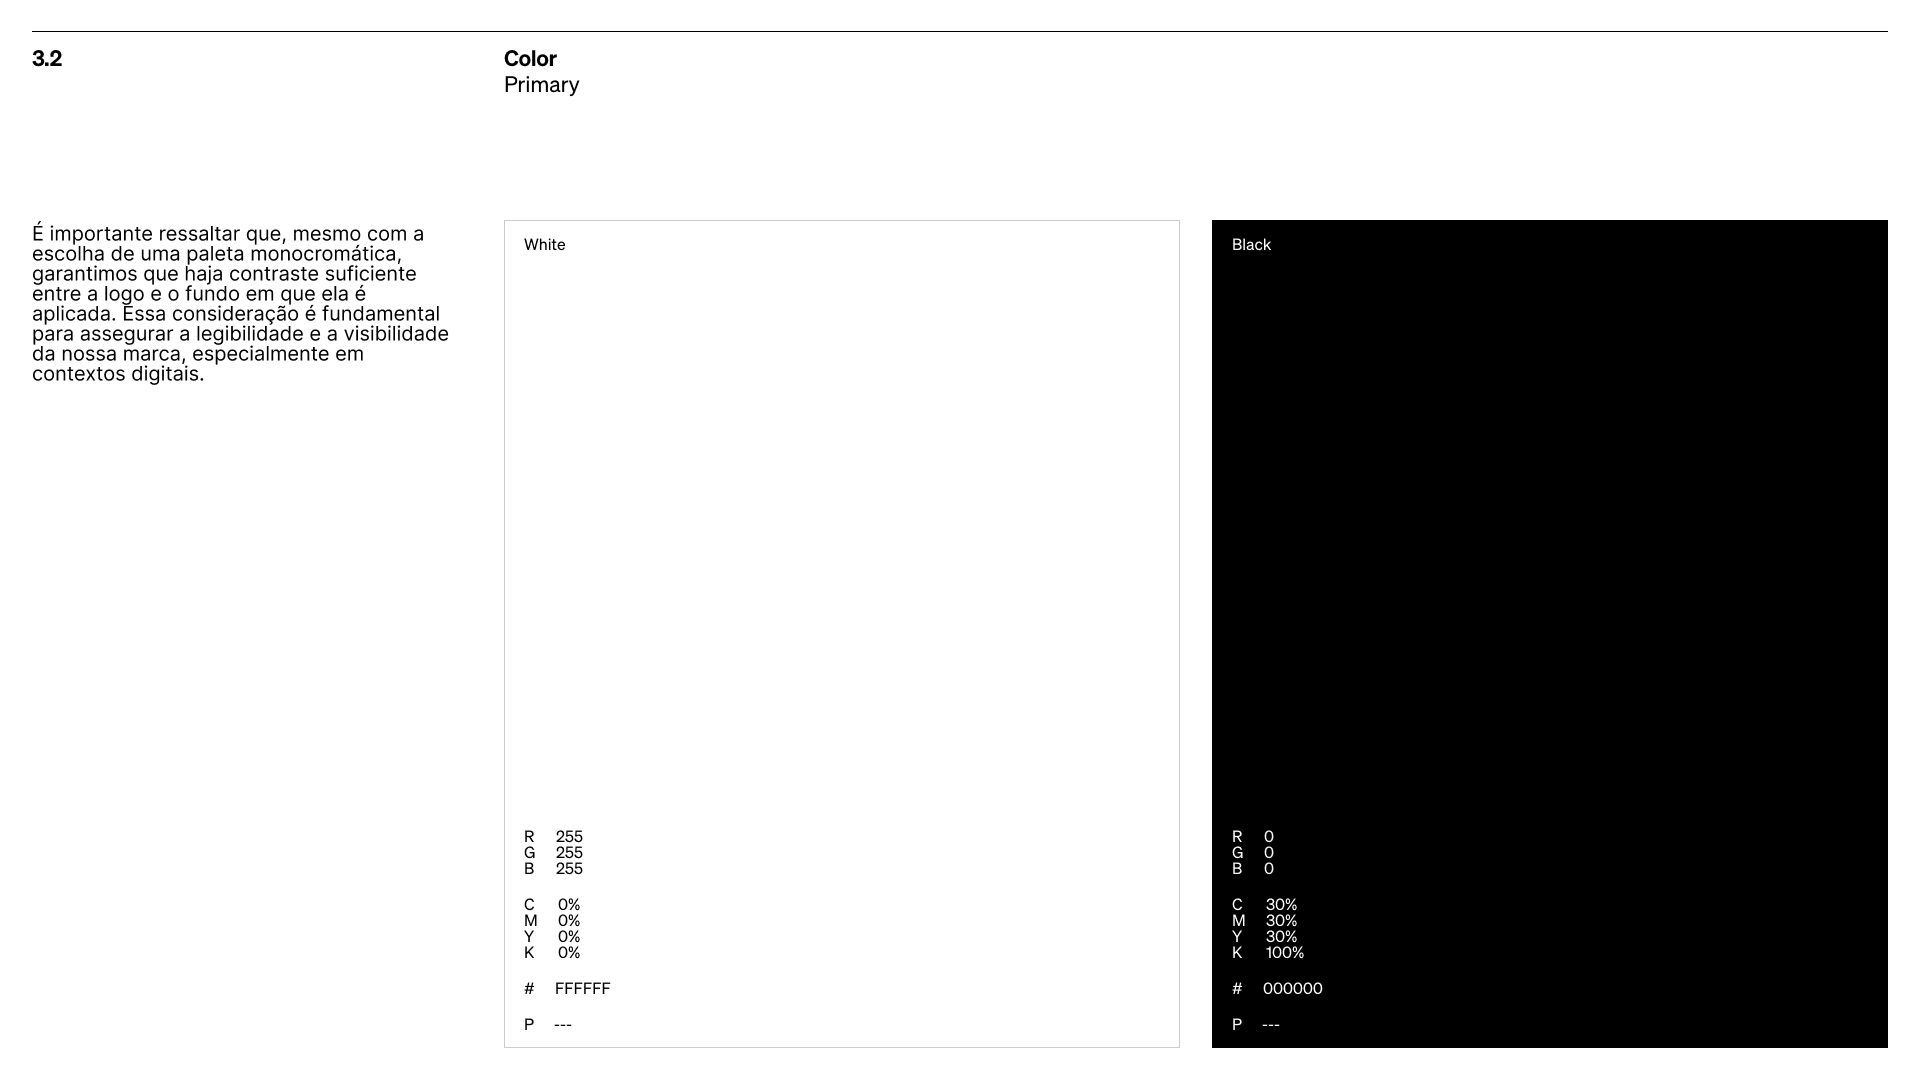 3.2
Color
Primary
É importante ressaltar que, mesmo com a
escolha de uma paleta monocromática,
garantimos que haja contraste suficiente
entre a logo e o fundo em que ela é
aplicada. Essa consideração é fundamental
para assegurar a legibilidade e a visibilidade
da nossa marca, especialmente em
contextos digitais.
White
R 255
G 255
B 255
C 0%
M 0%
Y 0%
K 0%
# FFFFFF
P ---
Black
R 0
G 0
B 0
C 30%
M 30%
Y 30%
K 100%
# 000000
P ---